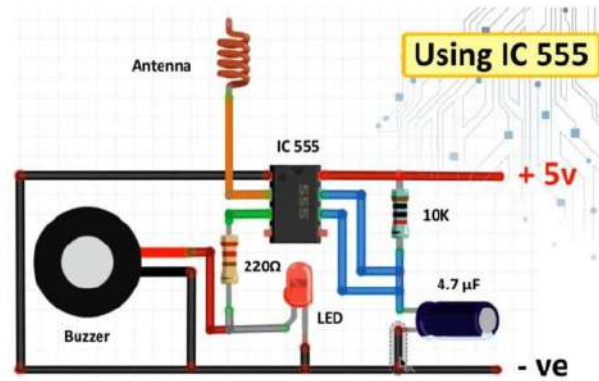 Using IC 555
Antenna
IC 555
555
+ 5v
10K
220Ω
4.7 μF
LED
Buzzer
- ve